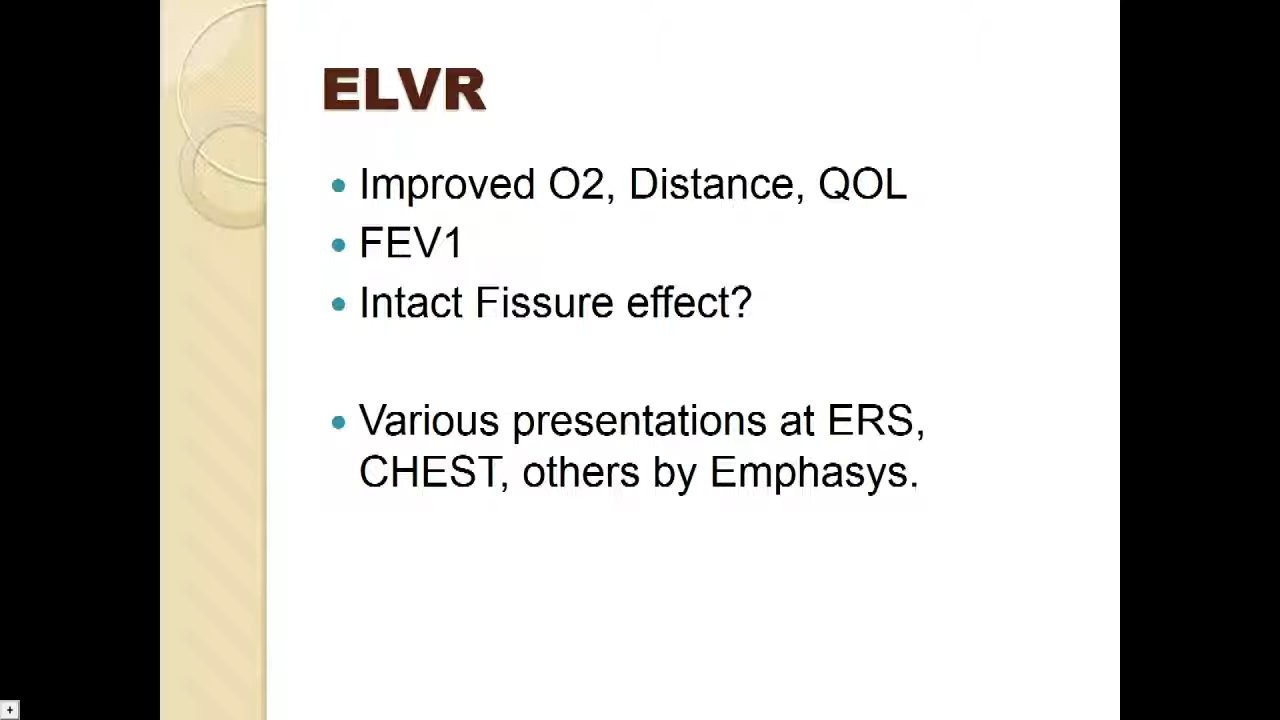 ELVR
Improved O2, Distance, QOL
FEV1
Intact Fissure effect?
Various presentations at ERS,
CHEST, others by Emphasys.